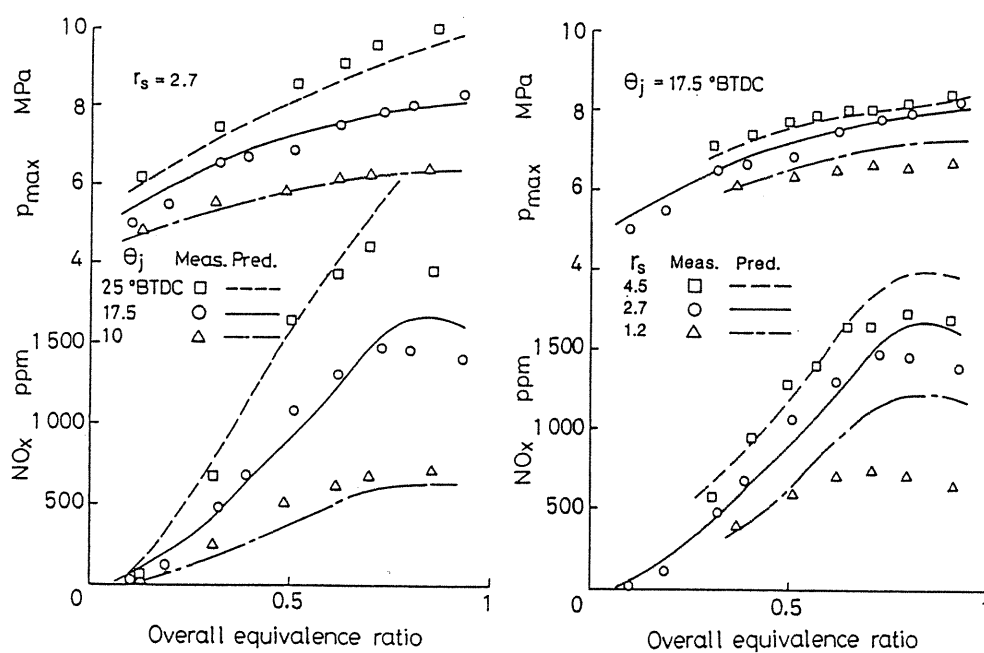 10
MPa
r_s = 2.7
8
p_max
6
4
θ_j Meas. Pred.
25 °BTDC
17.5
10
1 500
ppm
1 000
NOx
500
0
0 0.5 1
Overall equivalence ratio
10
MPa
θ_j = 17.5 °BTDC
8
p_max
6
4
r_s Meas. Pred.
4.5
2.7
1.2
1 500
ppm
1 000
NOx
500
0
0 0.5 1
Overall equivalence ratio